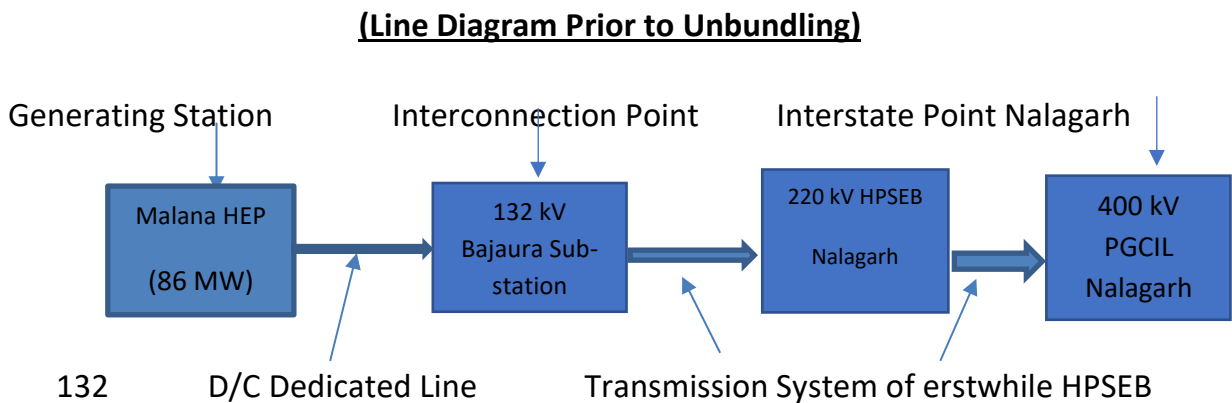 (Line Diagram Prior to Unbundling)
Generating Station
Interconnection Point
Interstate Point Nalagarh
Malana HEP
(86 MW)
132 kV
Bajaura Sub-
station
220 kV HPSEB
Nalagarh
400 kV
PGCIL
Nalagarh
132 D/C Dedicated Line
Transmission System of erstwhile HPSEB